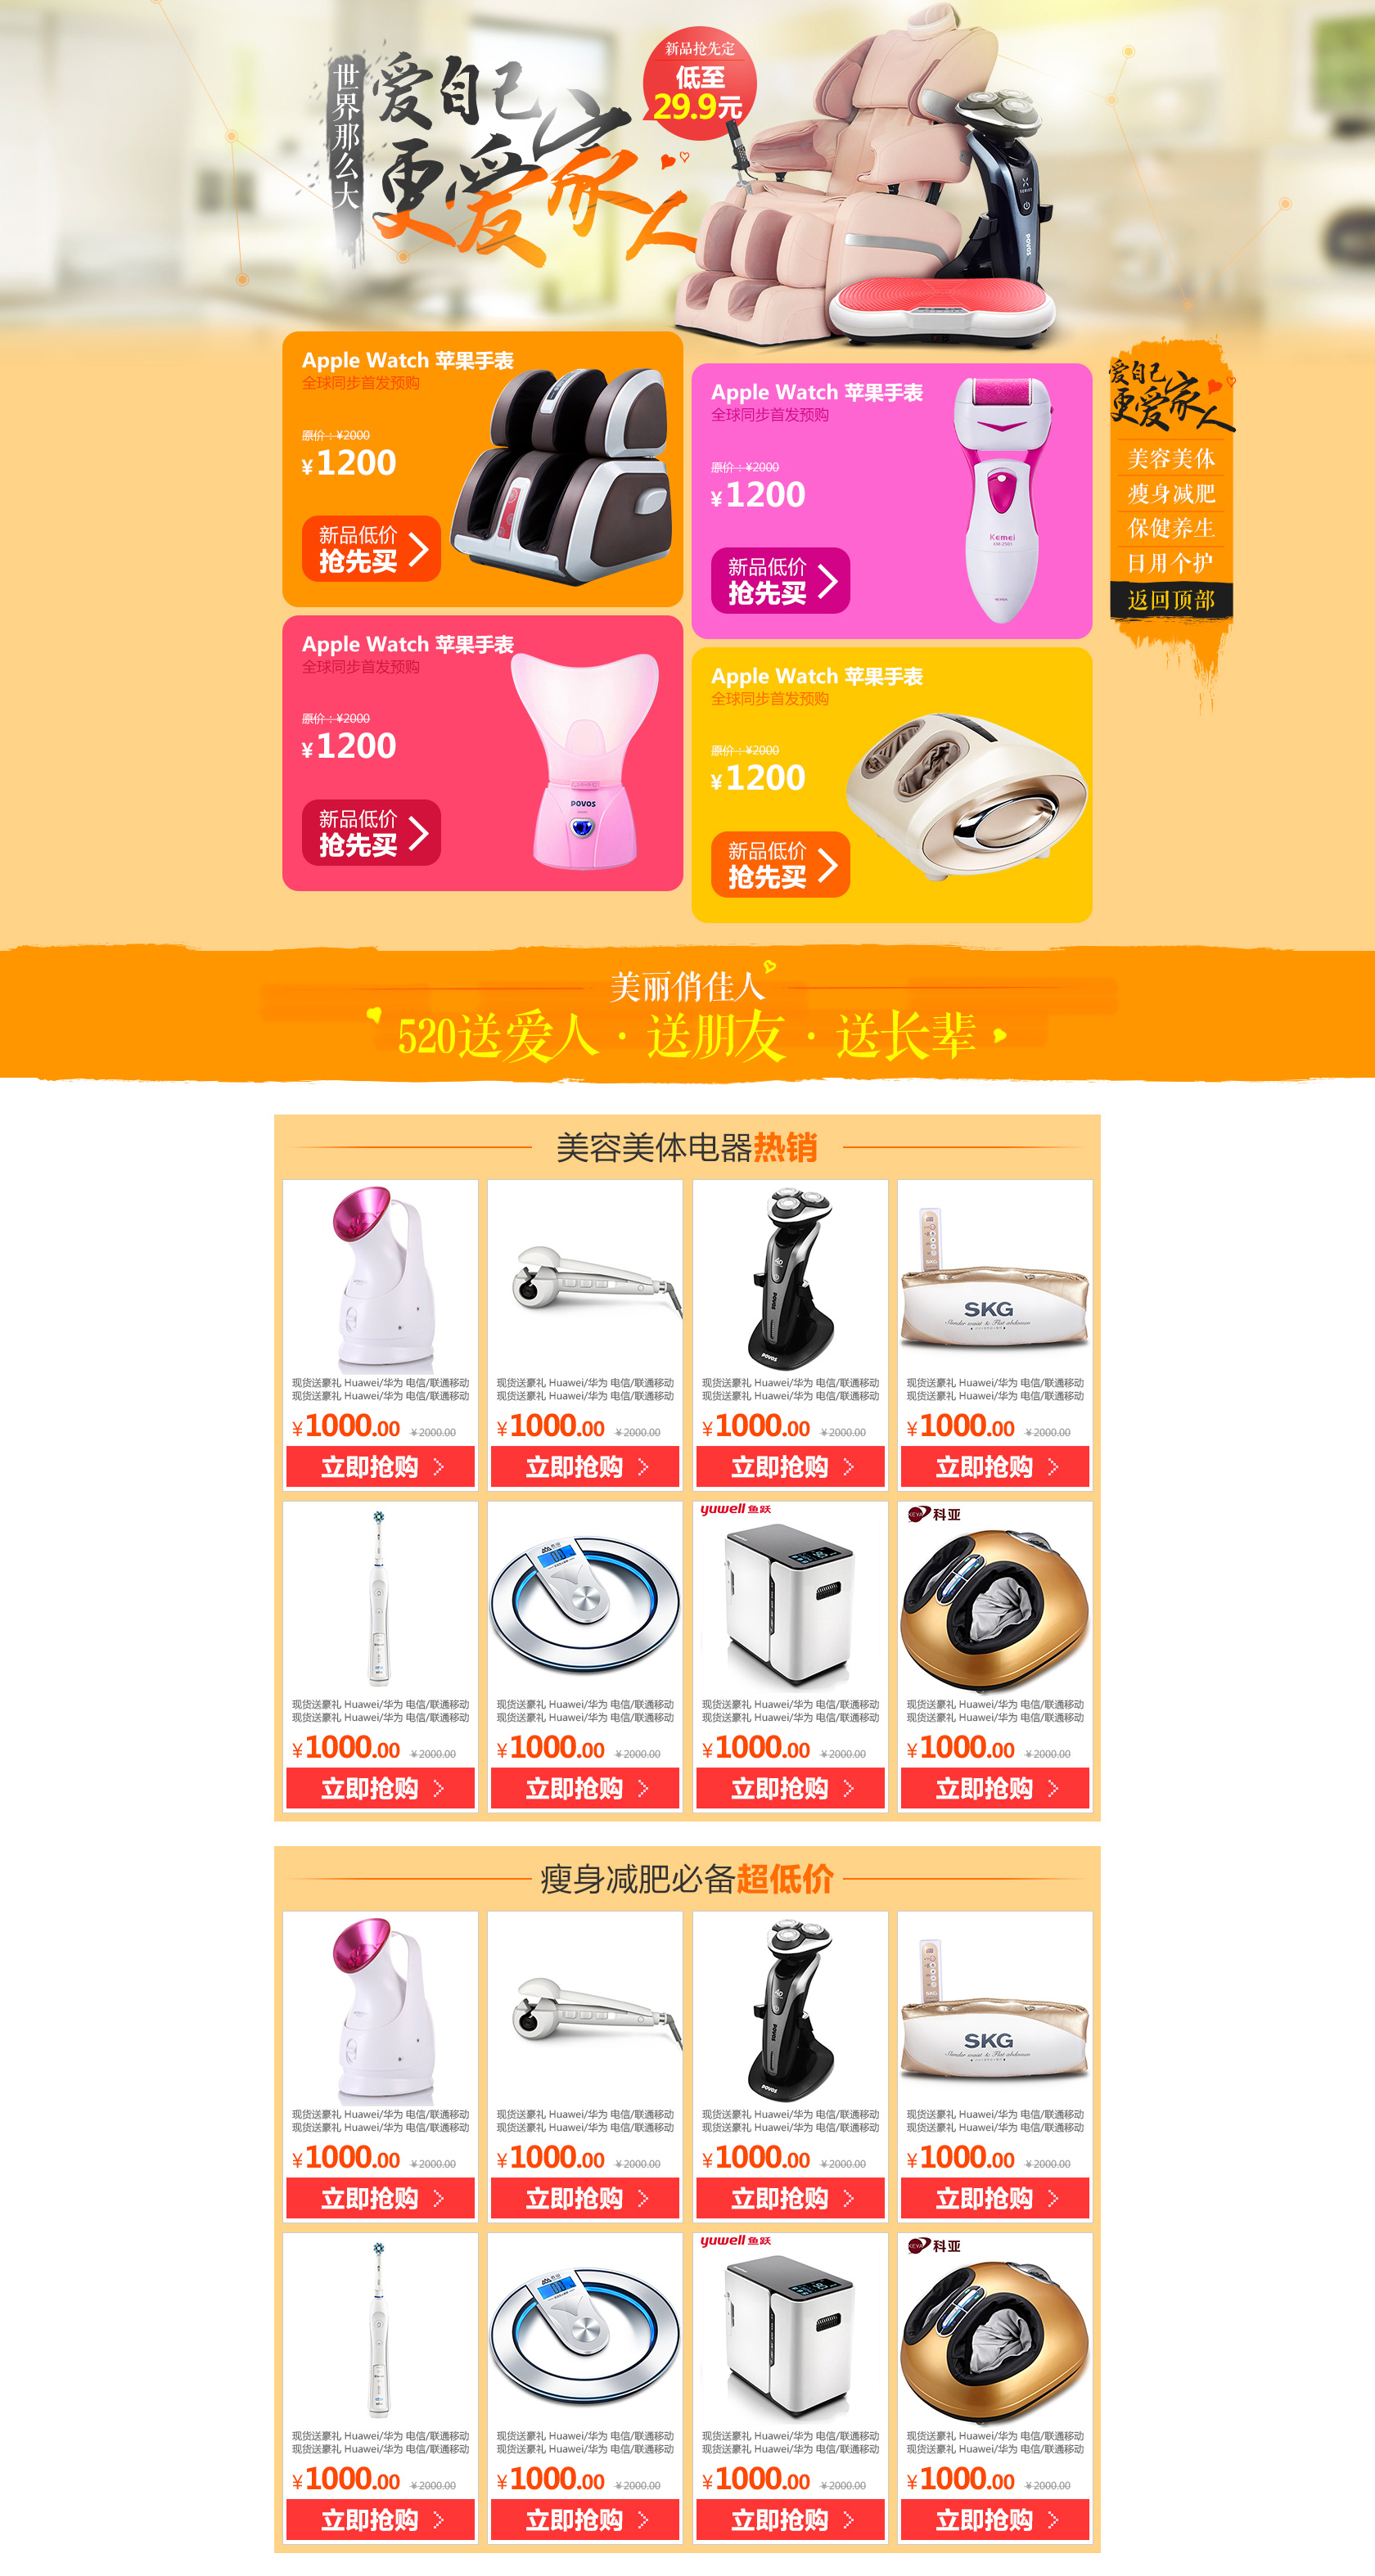 世界那么大
爱自己
更爱家人
新品抢先定
低至
29.9元
POVOS
Apple Watch 苹果手表
全球同步首发预购
原价：¥2000
¥1200
新品低价
抢先买
Apple Watch 苹果手表
全球同步首发预购
原价：¥2000
¥1200
新品低价
抢先买
Kemei
KM-2501
爱自己
更爱家人
美容美体
瘦身减肥
保健养生
日用个护
返回顶部
Apple Watch 苹果手表
全球同步首发预购
原价：¥2000
¥1200
新品低价
抢先买
POVOS
Apple Watch 苹果手表
全球同步首发预购
原价：¥2000
¥1200
新品低价
抢先买
美丽俏佳人
520送爱人·送朋友·送长辈
美容美体电器热销
POVOS
POVOS
SKG
Slender waist & Flat abdomen
现货送豪礼 Huawei/华为 电信/联通移动 现货送豪礼 Huawei/华为 电信/联通移动 现货送豪礼 Huawei/华为 电信/联通移动 现货送豪礼 Huawei/华为 电信/联通移动
现货送豪礼 Huawei/华为 电信/联通移动 现货送豪礼 Huawei/华为 电信/联通移动 现货送豪礼 Huawei/华为 电信/联通移动 现货送豪礼 Huawei/华为 电信/联通移动
¥1000.00 ¥2000.00 ¥1000.00 ¥2000.00 ¥1000.00 ¥2000.00 ¥1000.00 ¥2000.00
立即抢购 立即抢购 立即抢购 立即抢购
yuwell 鱼跃
KEYA 科亚
现货送豪礼 Huawei/华为 电信/联通移动 现货送豪礼 Huawei/华为 电信/联通移动 现货送豪礼 Huawei/华为 电信/联通移动 现货送豪礼 Huawei/华为 电信/联通移动
现货送豪礼 Huawei/华为 电信/联通移动 现货送豪礼 Huawei/华为 电信/联通移动 现货送豪礼 Huawei/华为 电信/联通移动 现货送豪礼 Huawei/华为 电信/联通移动
¥1000.00 ¥2000.00 ¥1000.00 ¥2000.00 ¥1000.00 ¥2000.00 ¥1000.00 ¥2000.00
立即抢购 立即抢购 立即抢购 立即抢购
瘦身减肥必备超低价
POVOS
POVOS
SKG
Slender waist & Flat abdomen
现货送豪礼 Huawei/华为 电信/联通移动 现货送豪礼 Huawei/华为 电信/联通移动 现货送豪礼 Huawei/华为 电信/联通移动 现货送豪礼 Huawei/华为 电信/联通移动
现货送豪礼 Huawei/华为 电信/联通移动 现货送豪礼 Huawei/华为 电信/联通移动 现货送豪礼 Huawei/华为 电信/联通移动 现货送豪礼 Huawei/华为 电信/联通移动
¥1000.00 ¥2000.00 ¥1000.00 ¥2000.00 ¥1000.00 ¥2000.00 ¥1000.00 ¥2000.00
立即抢购 立即抢购 立即抢购 立即抢购
yuwell 鱼跃
KEYA 科亚
现货送豪礼 Huawei/华为 电信/联通移动 现货送豪礼 Huawei/华为 电信/联通移动 现货送豪礼 Huawei/华为 电信/联通移动 现货送豪礼 Huawei/华为 电信/联通移动
现货送豪礼 Huawei/华为 电信/联通移动 现货送豪礼 Huawei/华为 电信/联通移动 现货送豪礼 Huawei/华为 电信/联通移动 现货送豪礼 Huawei/华为 电信/联通移动
¥1000.00 ¥2000.00 ¥1000.00 ¥2000.00 ¥1000.00 ¥2000.00 ¥1000.00 ¥2000.00
立即抢购 立即抢购 立即抢购 立即抢购